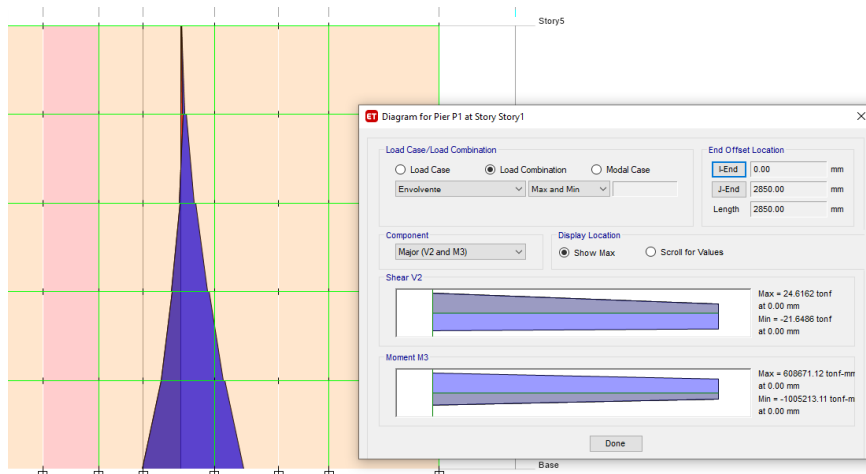 Story5
ET Diagram for Pier P1 at Story Story1
Load Case/Load Combination
Load Case
Load Combination
Modal Case
Envolvente
Max and Min
End Offset Location
I-End
0.00
mm
J-End
2850.00
mm
Length
2850.00
mm
Component
Major (V2 and M3)
Display Location
Show Max
Scroll for Values
Shear V2
Max = 24.6162 tonf
at 0.00 mm
Min = -21.6486 tonf
at 0.00 mm
Moment M3
Max = 608671.12 tonf-mm
at 0.00 mm
Min = -1005213.11 tonf-m
at 0.00 mm
Done
Base